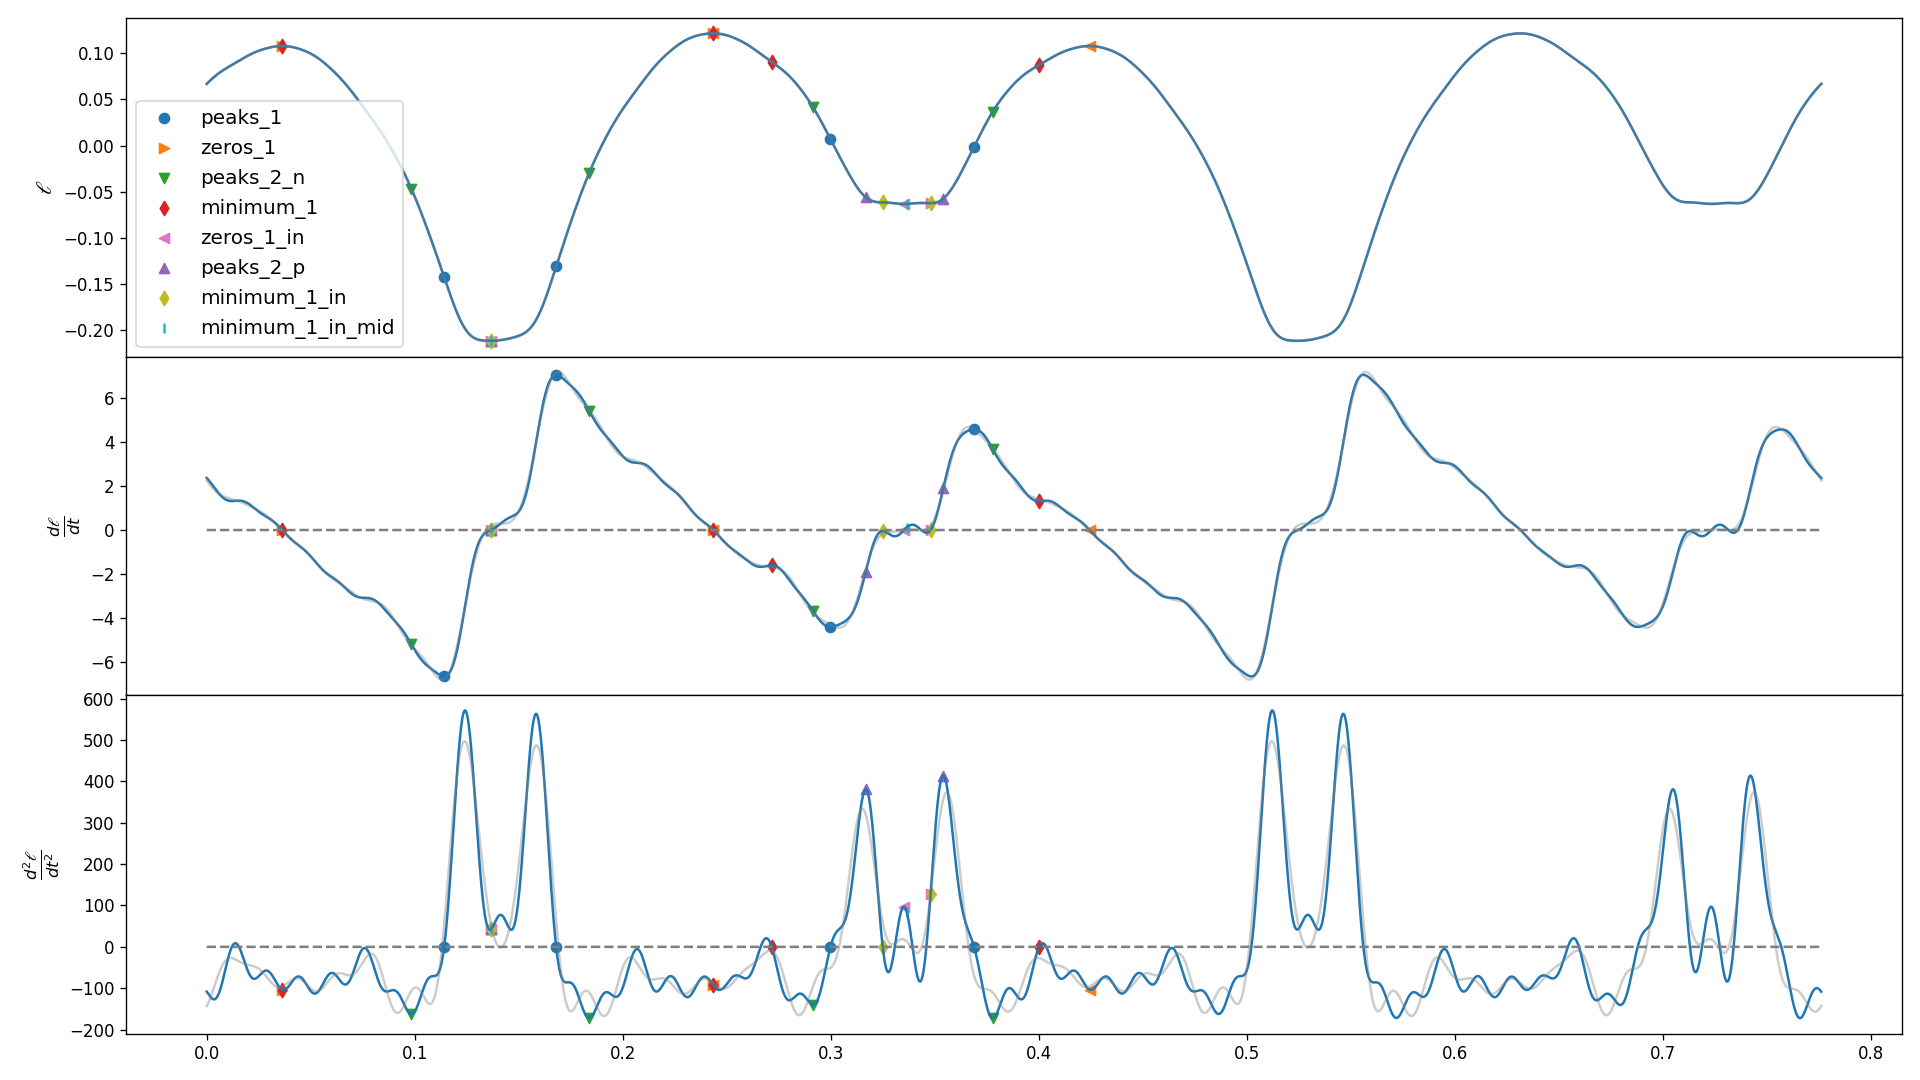 0.10
0.05
0.00
−0.05
−0.10
−0.15
−0.20
ℓ
peaks_1
zeros_1
peaks_2_n
minimum_1
zeros_1_in
peaks_2_p
minimum_1_in
minimum_1_in_mid
6
4
2
0
−2
−4
−6
dℓ
dt
600
500
400
300
200
100
0
−100
−200
d²ℓ
dt²
0.0 0.1 0.2 0.3 0.4 0.5 0.6 0.7 0.8